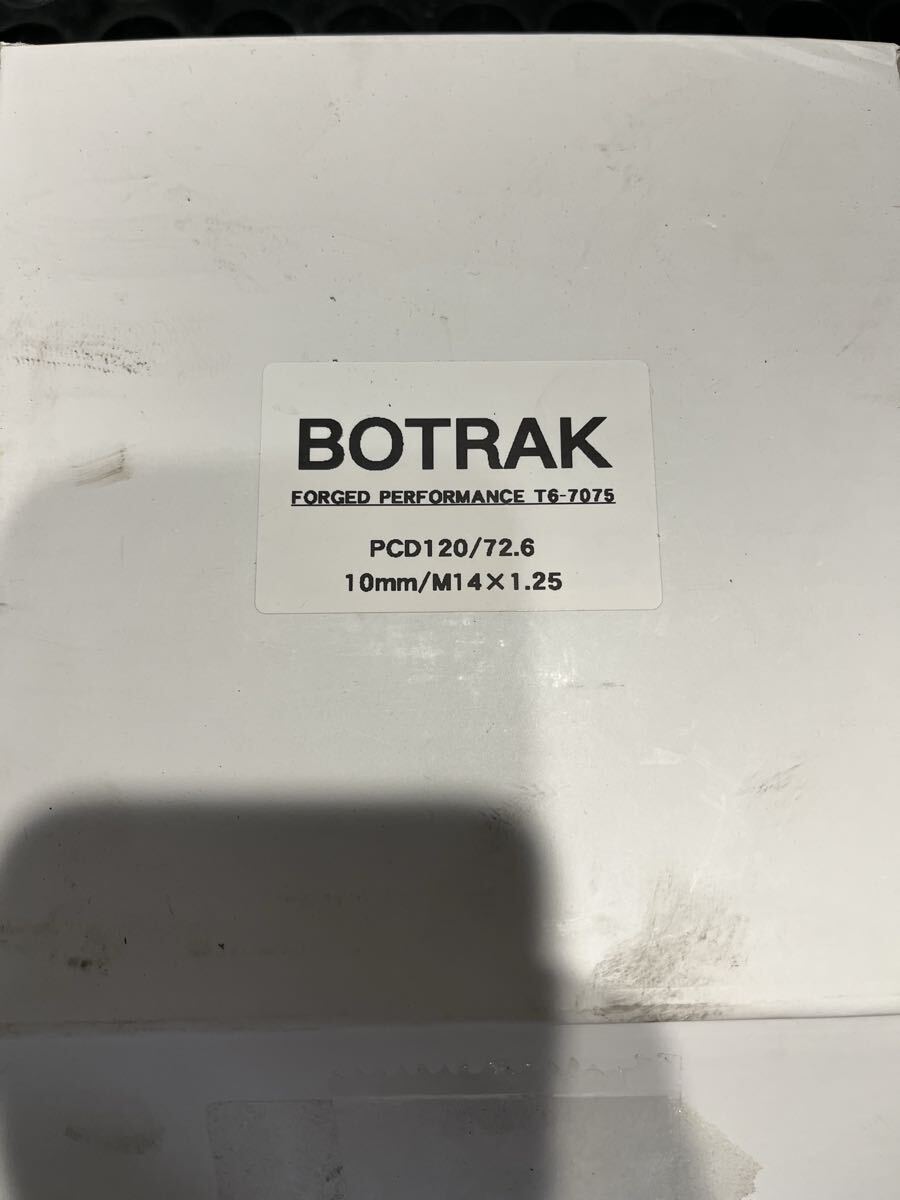 BOTRAK
FORGED PERFORMANCE T6-7075
PCD120/72.6
10mm/M14×1.25